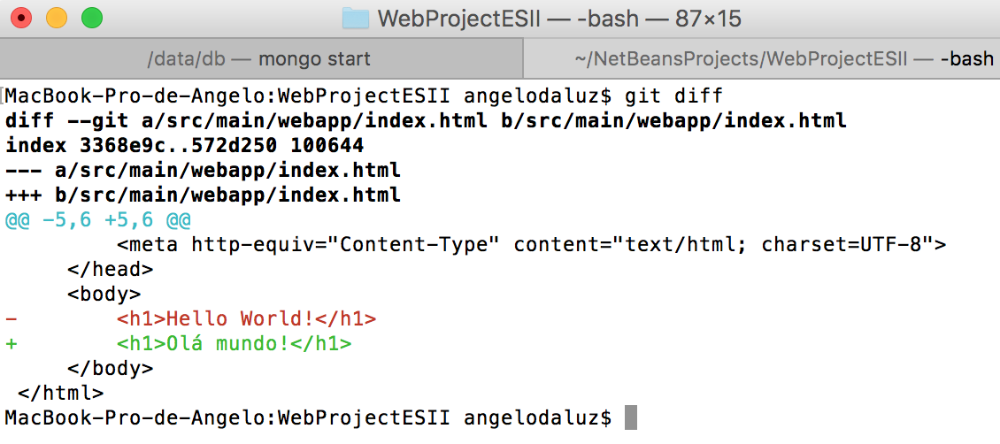 WebProjectESII — -bash — 87×15
/data/db — mongo start
~/NetBeansProjects/WebProjectESII — -bash
MacBook-Pro-de-Angelo:WebProjectESII angelodaluz$ git diff
diff --git a/src/main/webapp/index.html b/src/main/webapp/index.html
index 3368e9c..572d250 100644
--- a/src/main/webapp/index.html
+++ b/src/main/webapp/index.html
@@ -5,6 +5,6 @@
         <meta http-equiv="Content-Type" content="text/html; charset=UTF-8">
     </head>
     <body>
-        <h1>Hello World!</h1>
+        <h1>Olá mundo!</h1>
     </body>
 </html>
MacBook-Pro-de-Angelo:WebProjectESII angelodaluz$